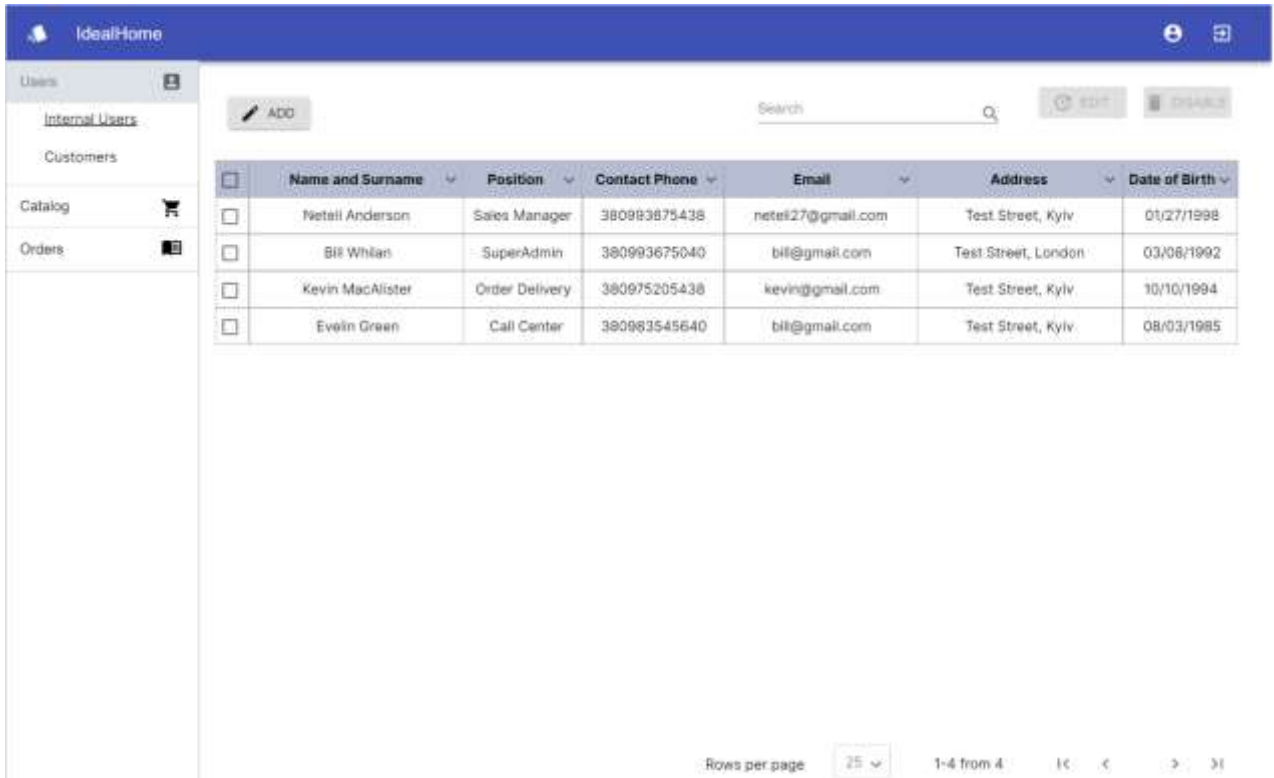 IdealHome
Users
Internal Users
Customers
Catalog
Orders
ADD
Search
EDIT
DISABLE
Name and Surname Position Contact Phone Email Address Date of Birth
Neteli Anderson Sales Manager 380993875438 neteli27@gmail.com Test Street, Kyiv 01/27/1998
Bill Whilan SuperAdmin 380993675040 bill@gmail.com Test Street, London 03/08/1992
Kevin MacAlister Order Delivery 380975205438 kevin@gmail.com Test Street, Kyiv 10/10/1994
Evelin Green Call Center 380983545640 bill@gmail.com Test Street, Kyiv 08/03/1985
Rows per page 25 1-4 from 4